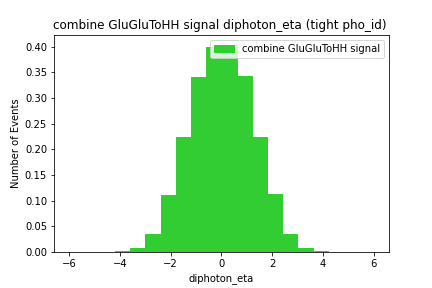 combine GluGluToHH signal diphoton_eta (tight pho_id)
combine GluGluToHH signal
Number of Events
0.40
0.35
0.30
0.25
0.20
0.15
0.10
0.05
0.00
−6 −4 −2 0 2 4 6
diphoton_eta